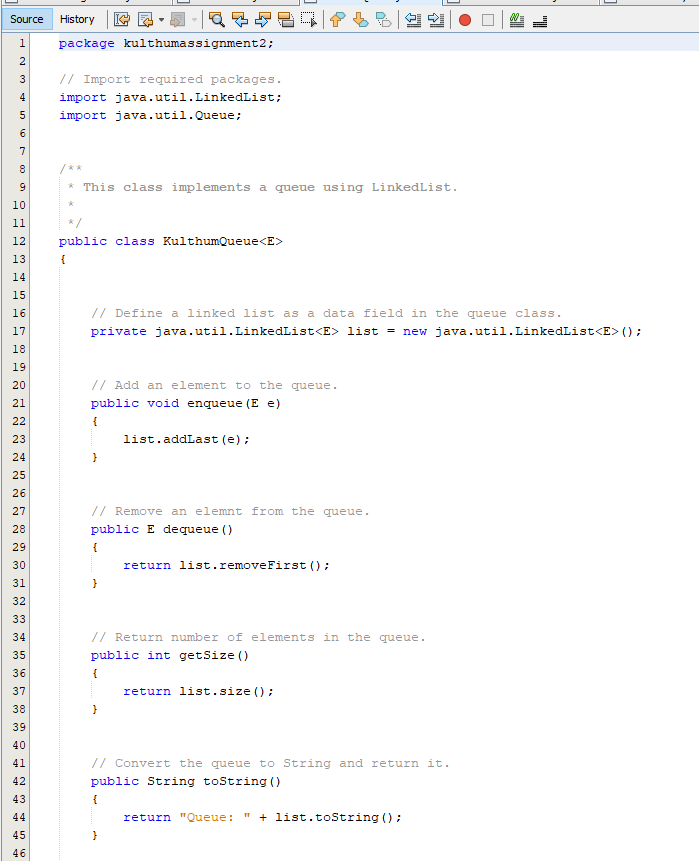 Source History
1 package kulthumassignment2;
2
3 // Import required packages.
4 import java.util.LinkedList;
5 import java.util.Queue;
6
7
8 /**
9 * This class implements a queue using LinkedList.
10 *
11 */
12 public class KulthumQueue<E>
13 {
14
15
16 // Define a linked list as a data field in the queue class.
17 private java.util.LinkedList<E> list = new java.util.LinkedList<E>();
18
19
20 // Add an element to the queue.
21 public void enqueue(E e)
22 {
23 list.addLast(e);
24 }
25
26
27 // Remove an elemnt from the queue.
28 public E dequeue()
29 {
30 return list.removeFirst();
31 }
32
33
34 // Return number of elements in the queue.
35 public int getSize()
36 {
37 return list.size();
38 }
39
40
41 // Convert the queue to String and return it.
42 public String toString()
43 {
44 return "Queue: " + list.toString();
45 }
46